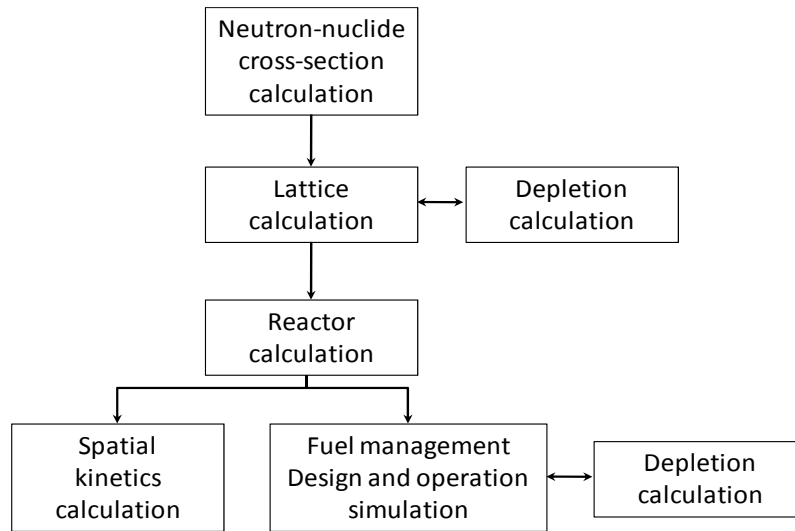 Neutron-nuclide
cross-section
calculation
Lattice
calculation
Depletion
calculation
Reactor
calculation
Spatial
kinetics
calculation
Fuel management
Design and operation
simulation
Depletion
calculation